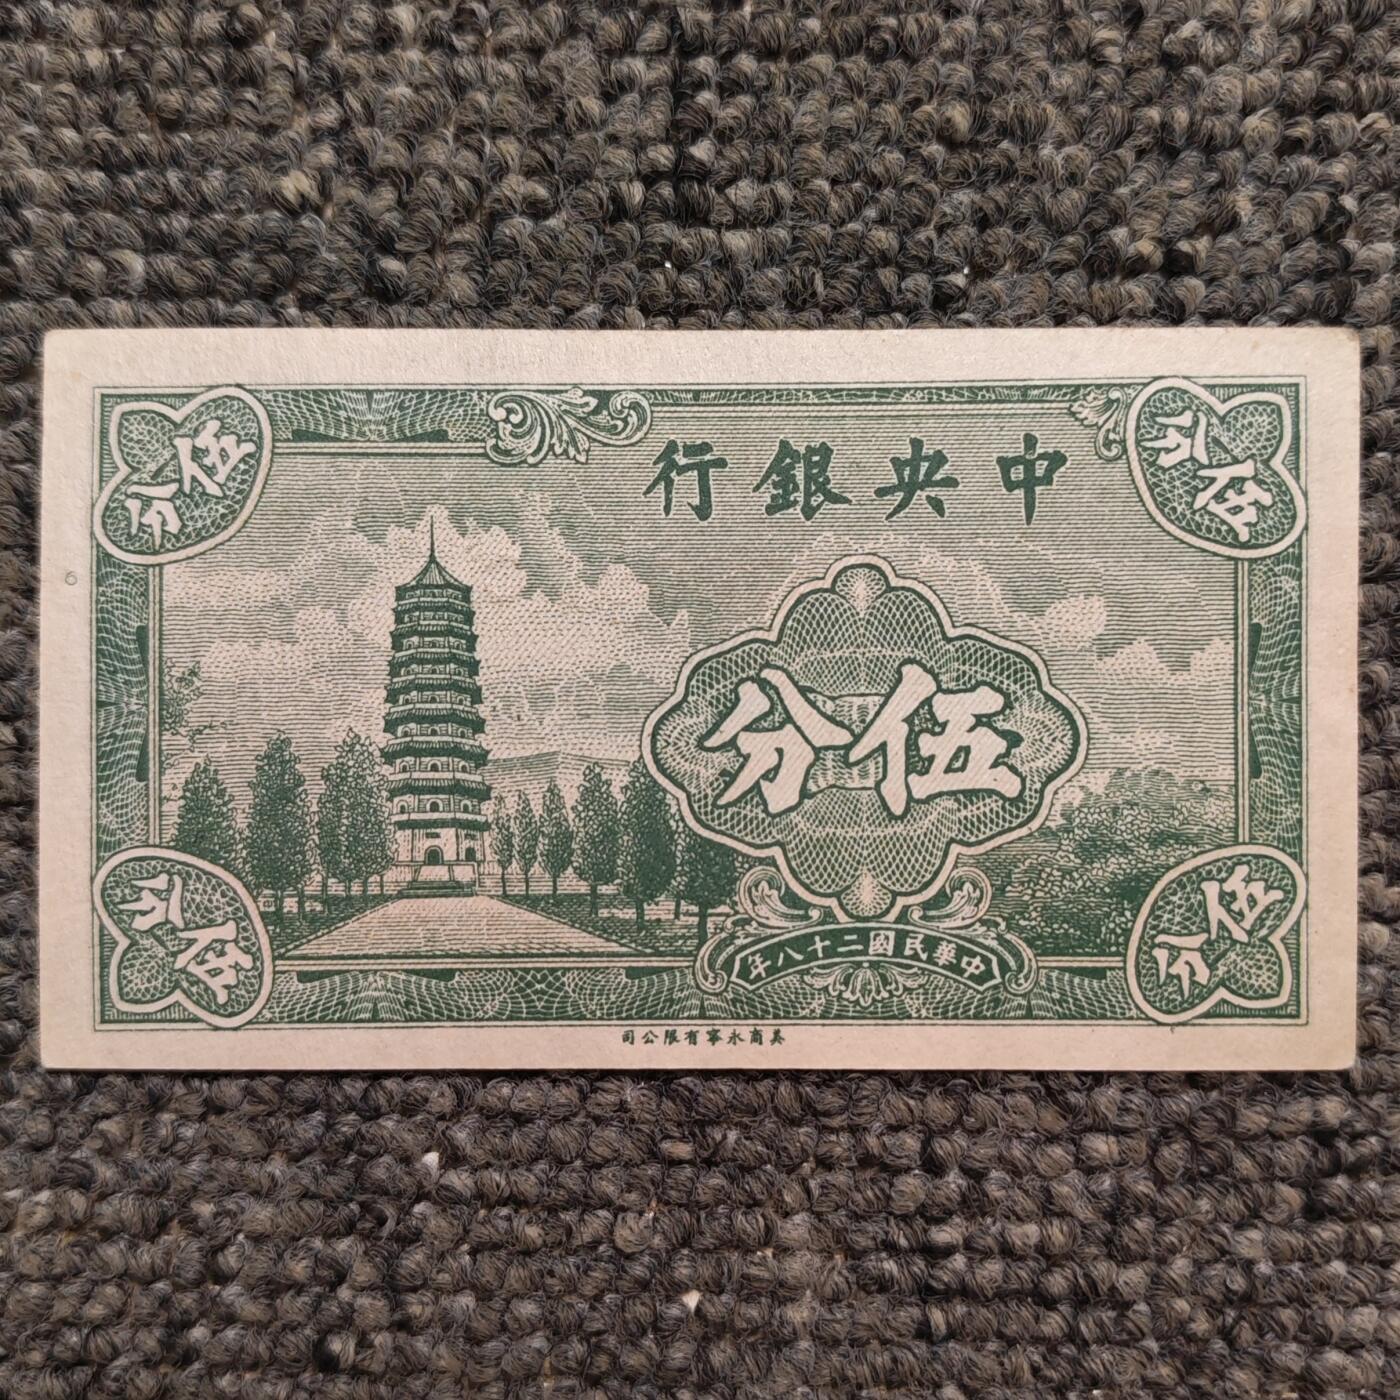 伍分
伍分
中央銀行
伍分
中華民國二十八年
伍分
伍分
美商永寧有限公司